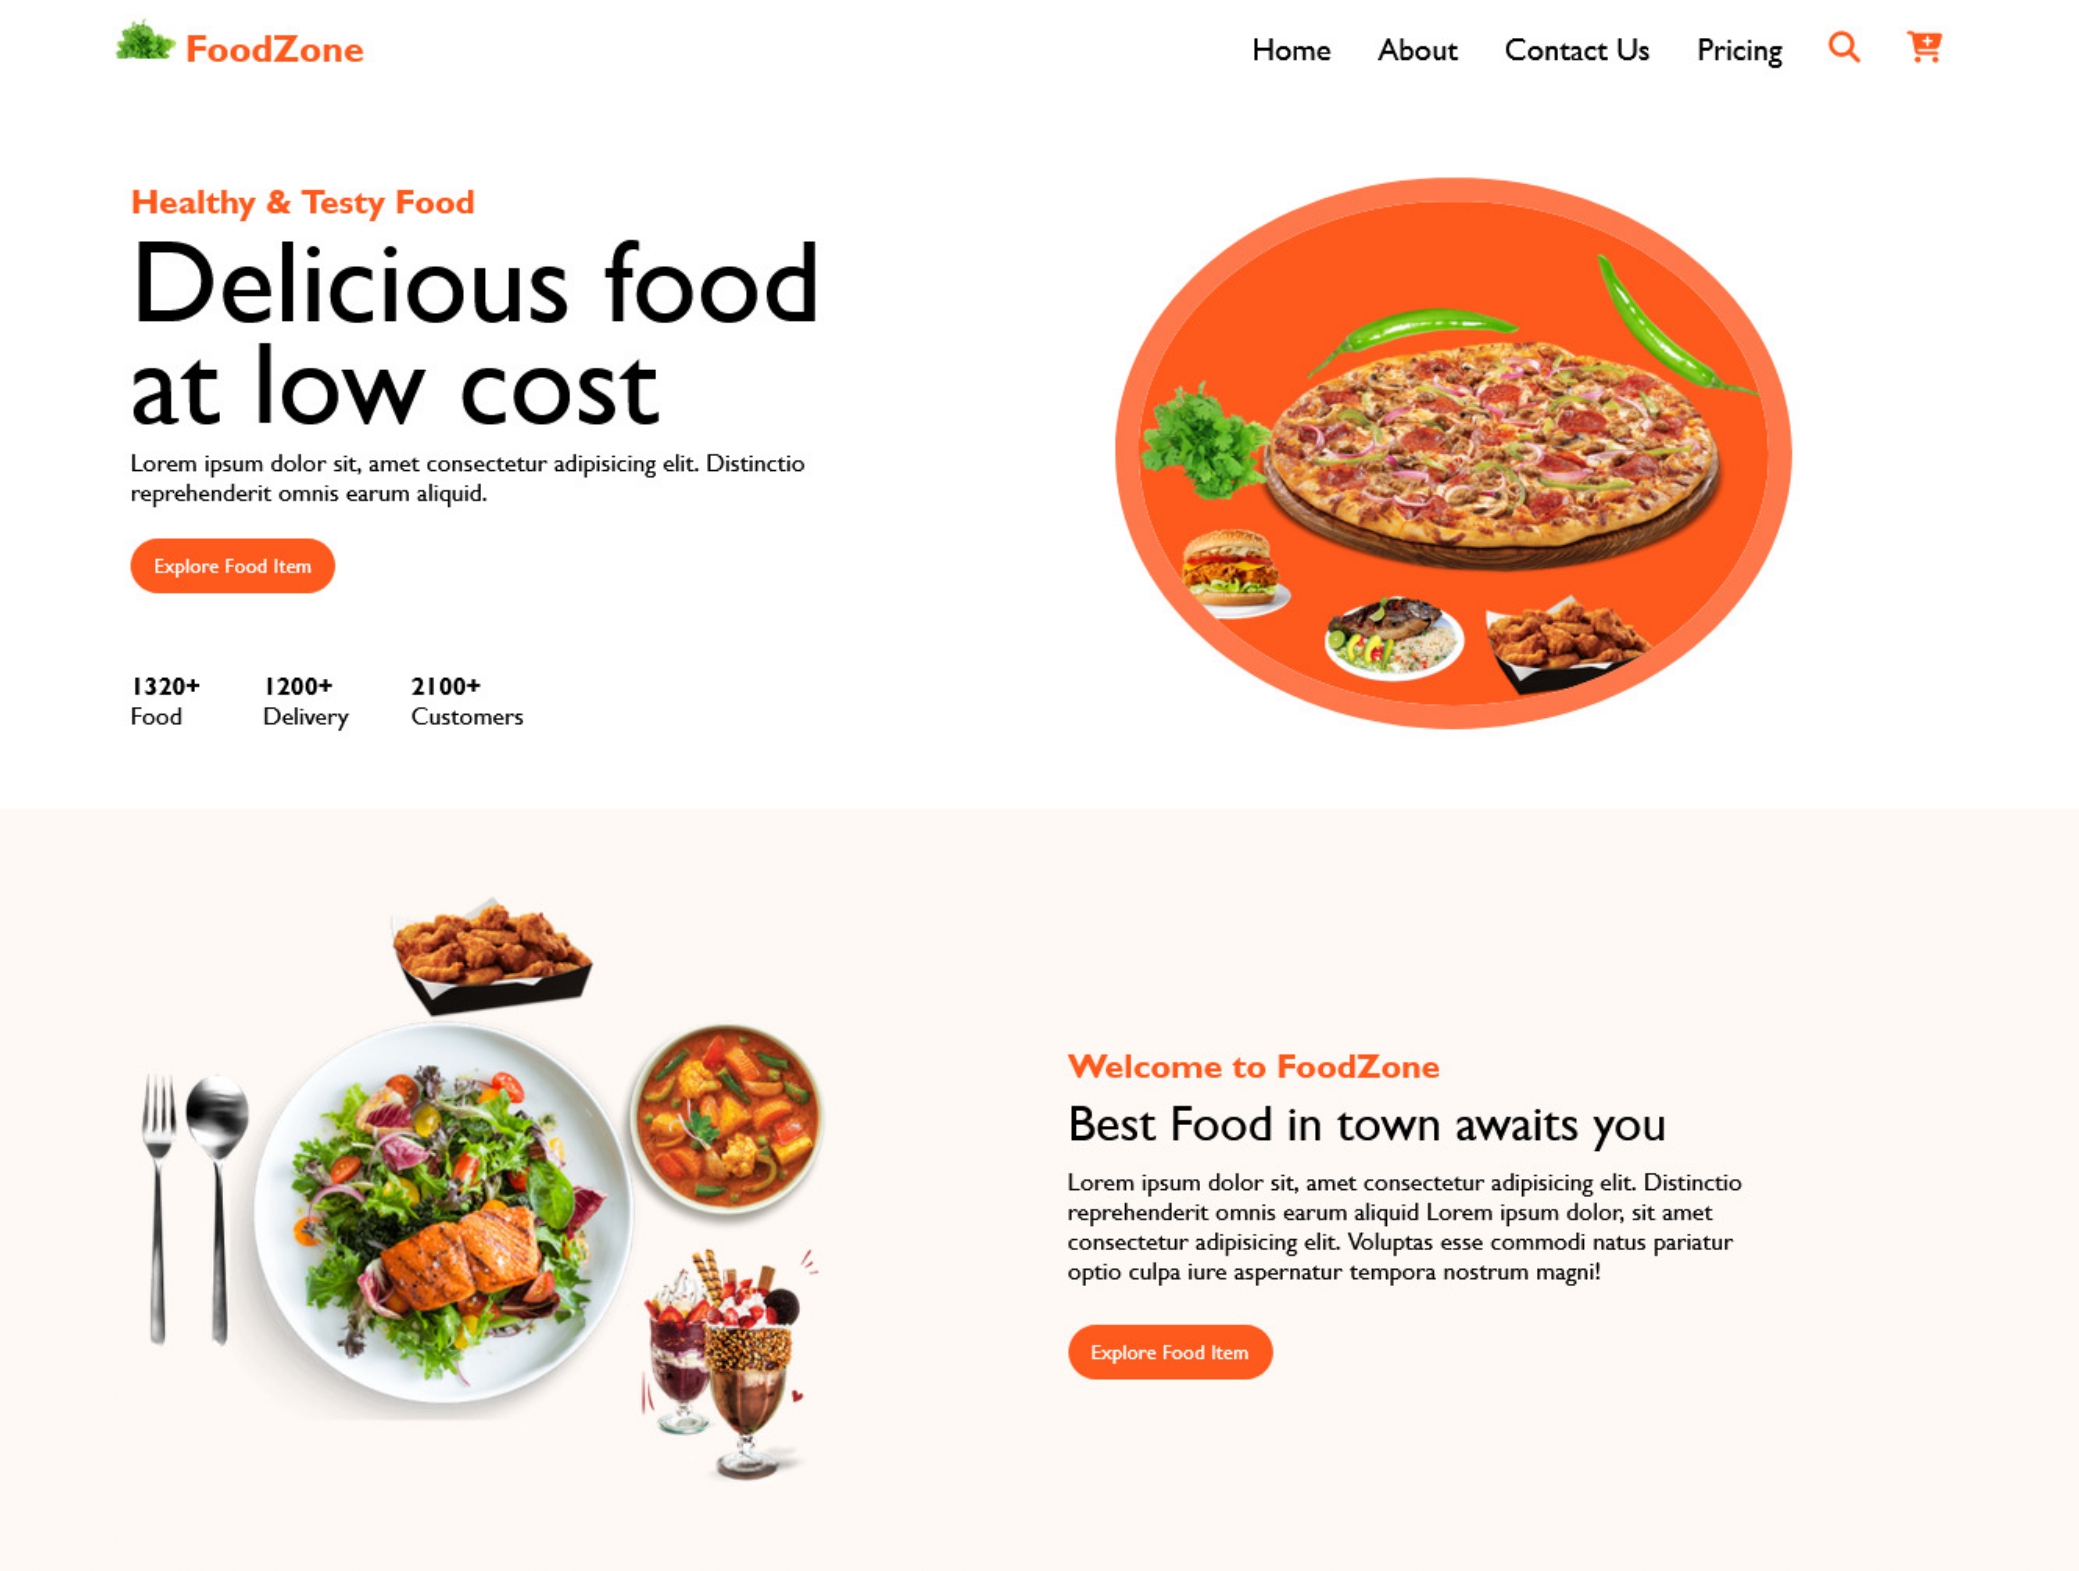 FoodZone
Home About Contact Us Pricing
Healthy & Testy Food
Delicious food
at low cost
Lorem ipsum dolor sit, amet consectetur adipisicing elit. Distinctio
reprehenderit omnis earum aliquid.
Explore Food Item
1320+ 1200+ 2100+
Food Delivery Customers
Welcome to FoodZone
Best Food in town awaits you
Lorem ipsum dolor sit, amet consectetur adipisicing elit. Distinctio
reprehenderit omnis earum aliquid Lorem ipsum dolor, sit amet
consectetur adipisicing elit. Voluptas esse commodi natus pariatur
optio culpa iure aspernatur tempora nostrum magni!
Explore Food Item